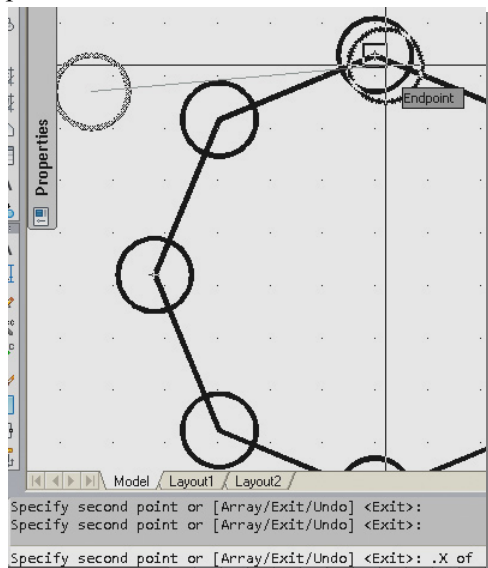 Endpoint
Properties
Model Layout1 Layout2
Specify second point or [Array/Exit/Undo] <Exit>:
Specify second point or [Array/Exit/Undo] <Exit>:
Specify second point or [Array/Exit/Undo] <Exit>: .X of